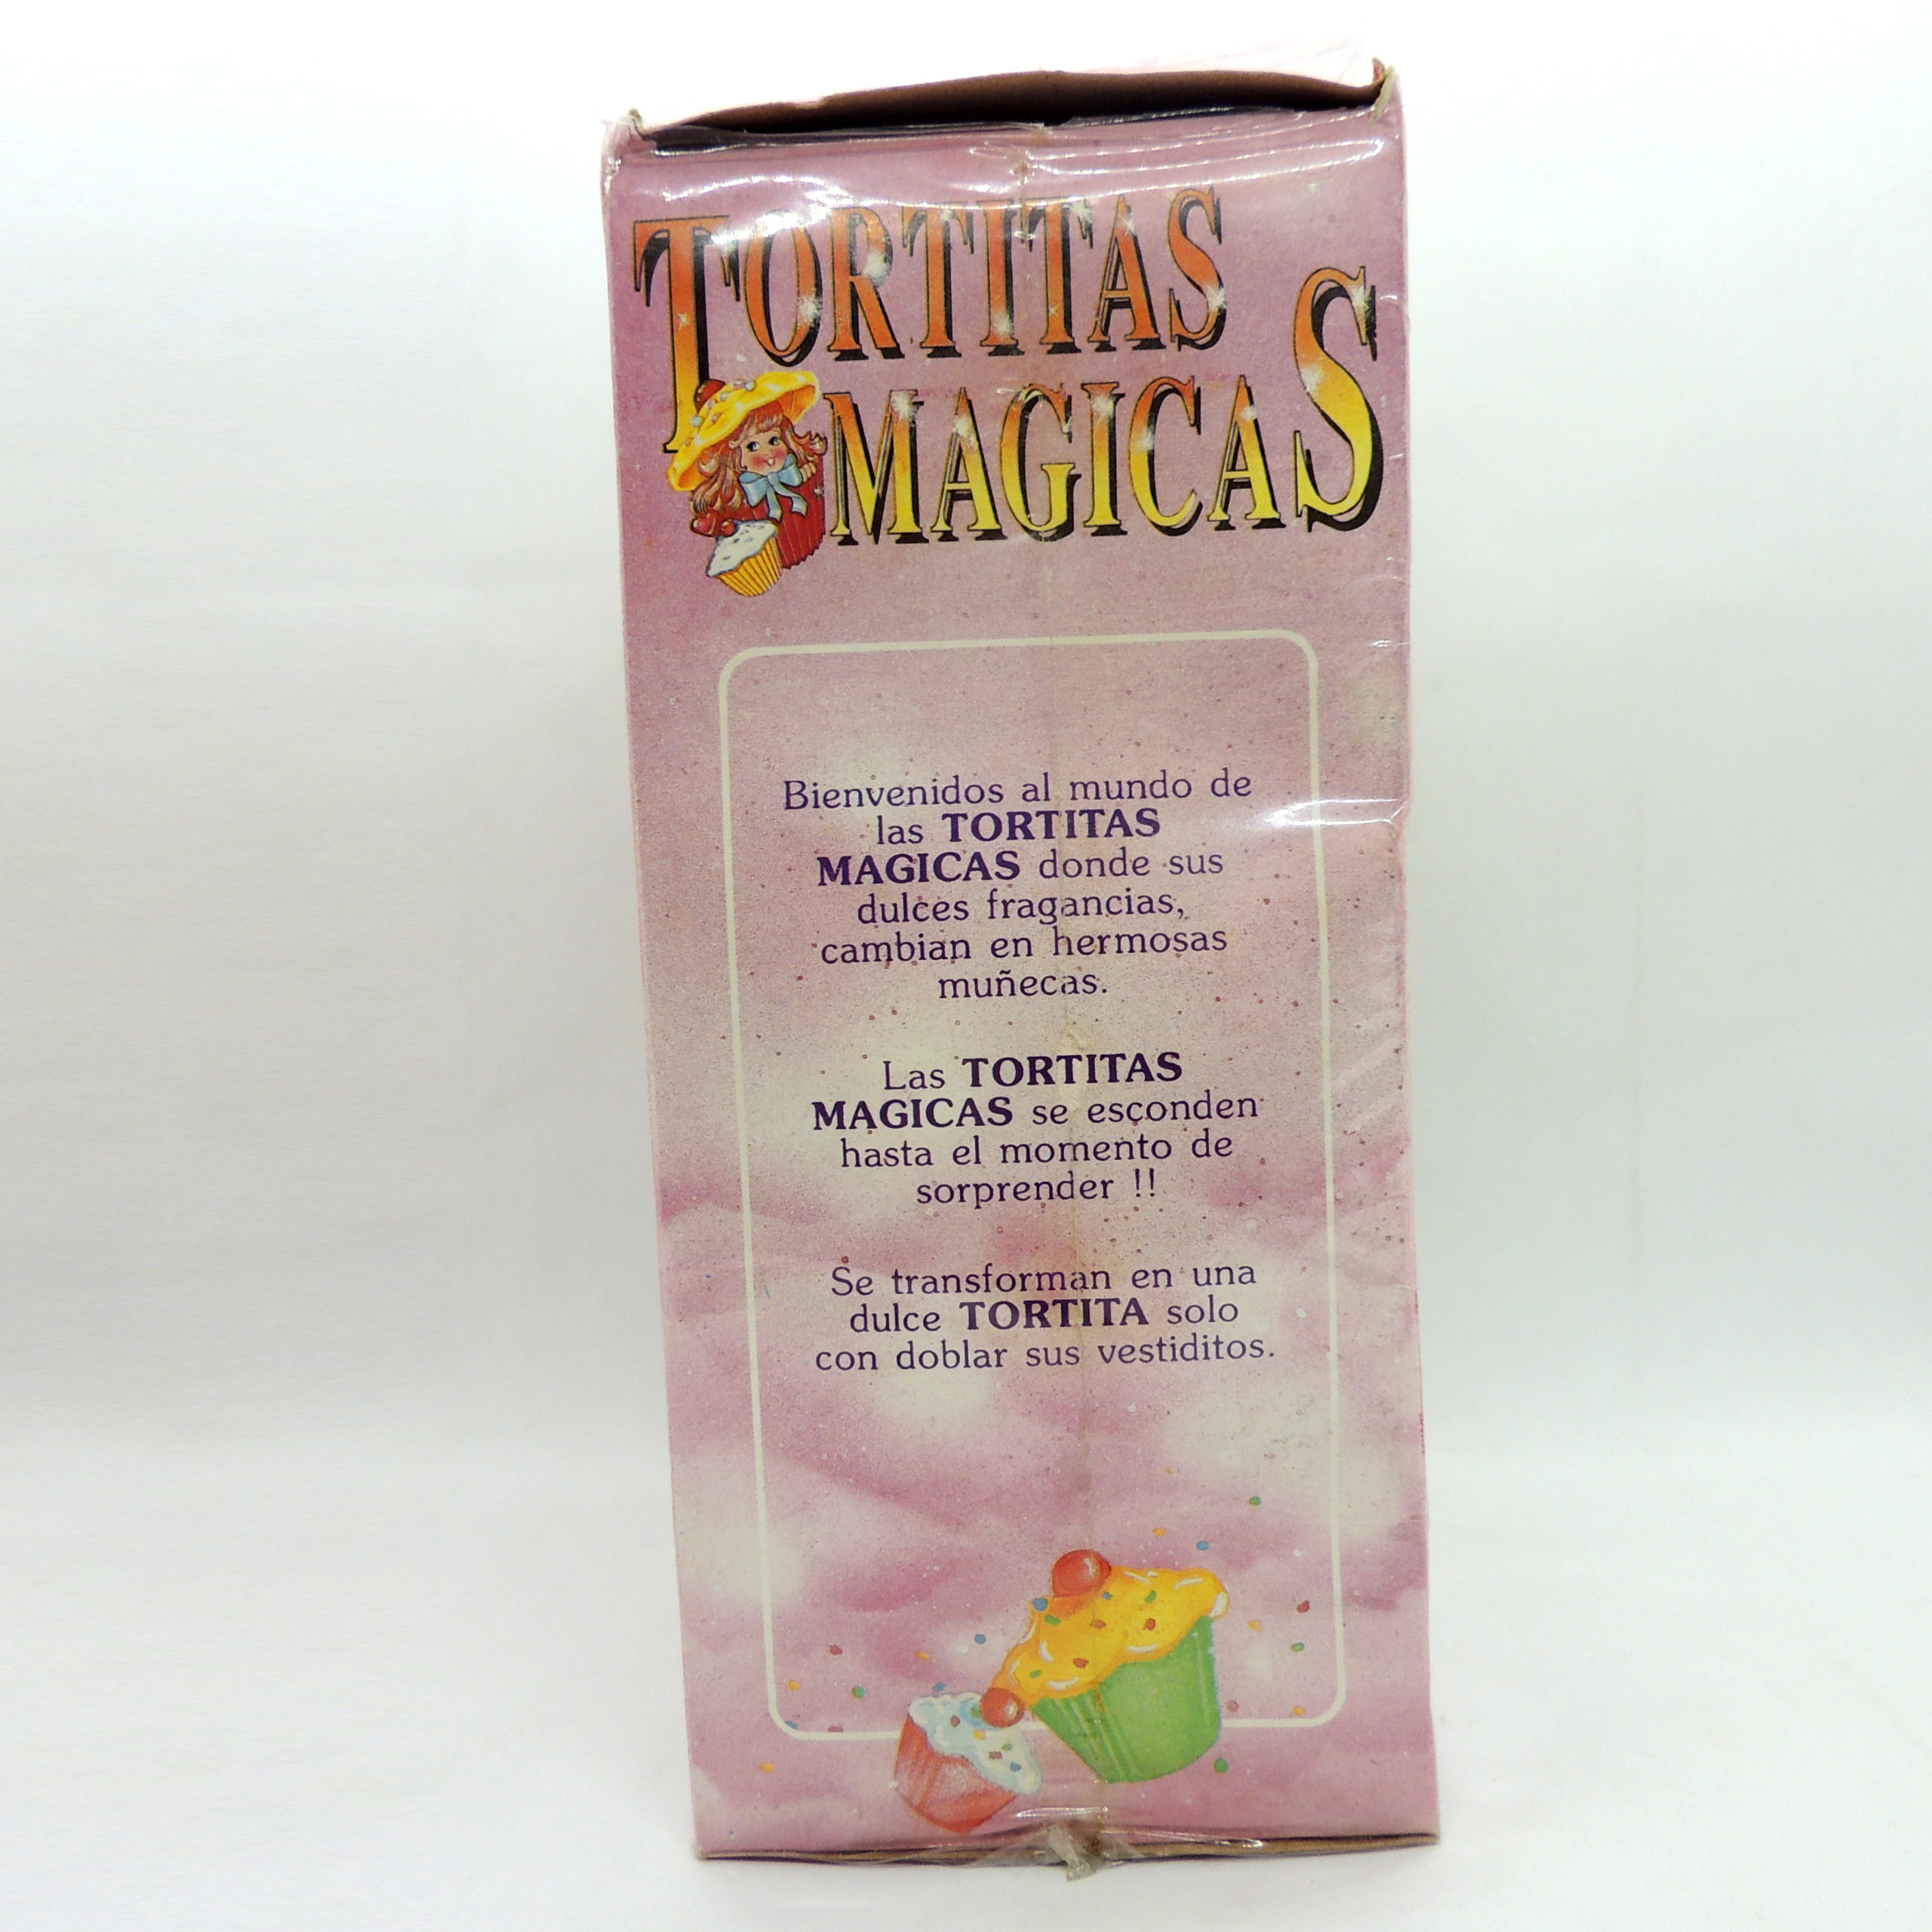 TORTITAS
MAGICAS
Bienvenidos al mundo de
las TORTITAS
MAGICAS donde sus
dulces fragancias,
cambian en hermosas
muñecas.
Las TORTITAS
MAGICAS se esconden
hasta el momento de
sorprender !!
Se transforman en una
dulce TORTITA solo
con doblar sus vestiditos.